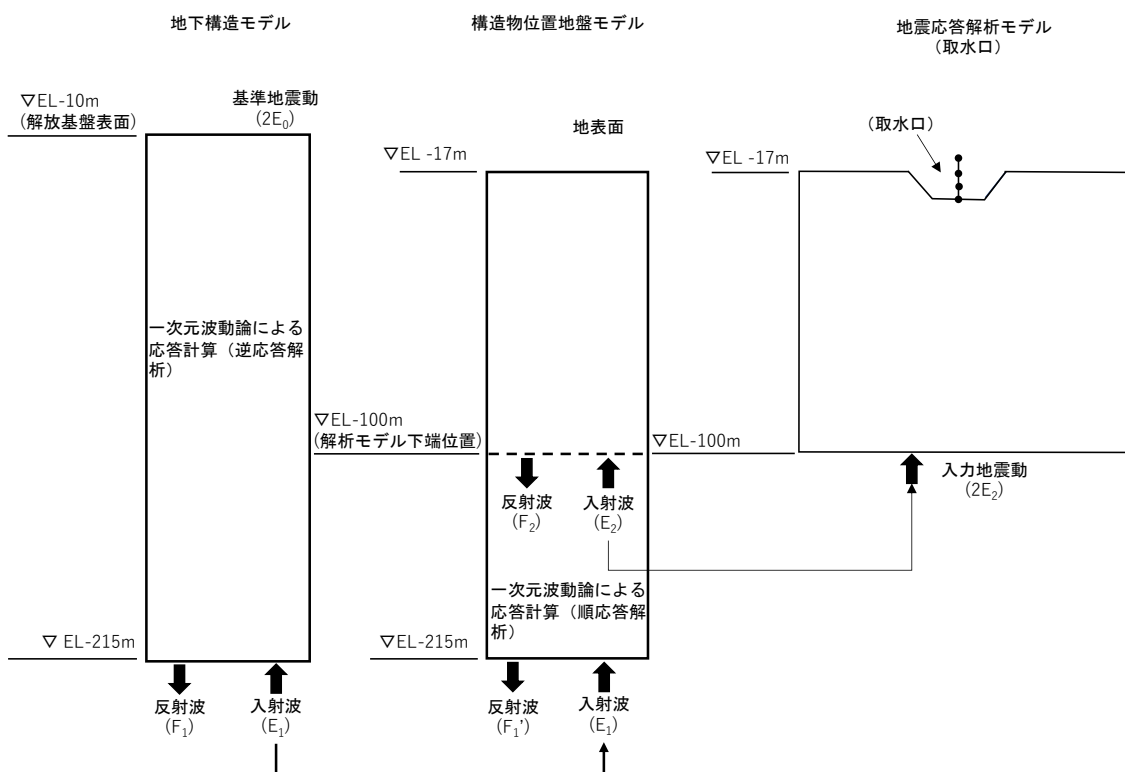 地下構造モデル
▽EL-10m
(解放基盤表面)
基準地震動
(2E₀)
一次元波動論による
応答計算（逆応答解
析）
▽ EL-215m
反射波
(F₁)
入射波
(E₁)
構造物位置地盤モデル
地表面
▽EL -17m
▽EL-100m
(解析モデル下端位置)
▽EL-100m
反射波
(F₂)
入射波
(E₂)
一次元波動論による
応答計算（順応答解
析）
▽EL-215m
反射波
(F₁')
入射波
(E₁)
地震応答解析モデル
（取水口）
（取水口）
▽EL -17m
入力地震動
(2E₂)